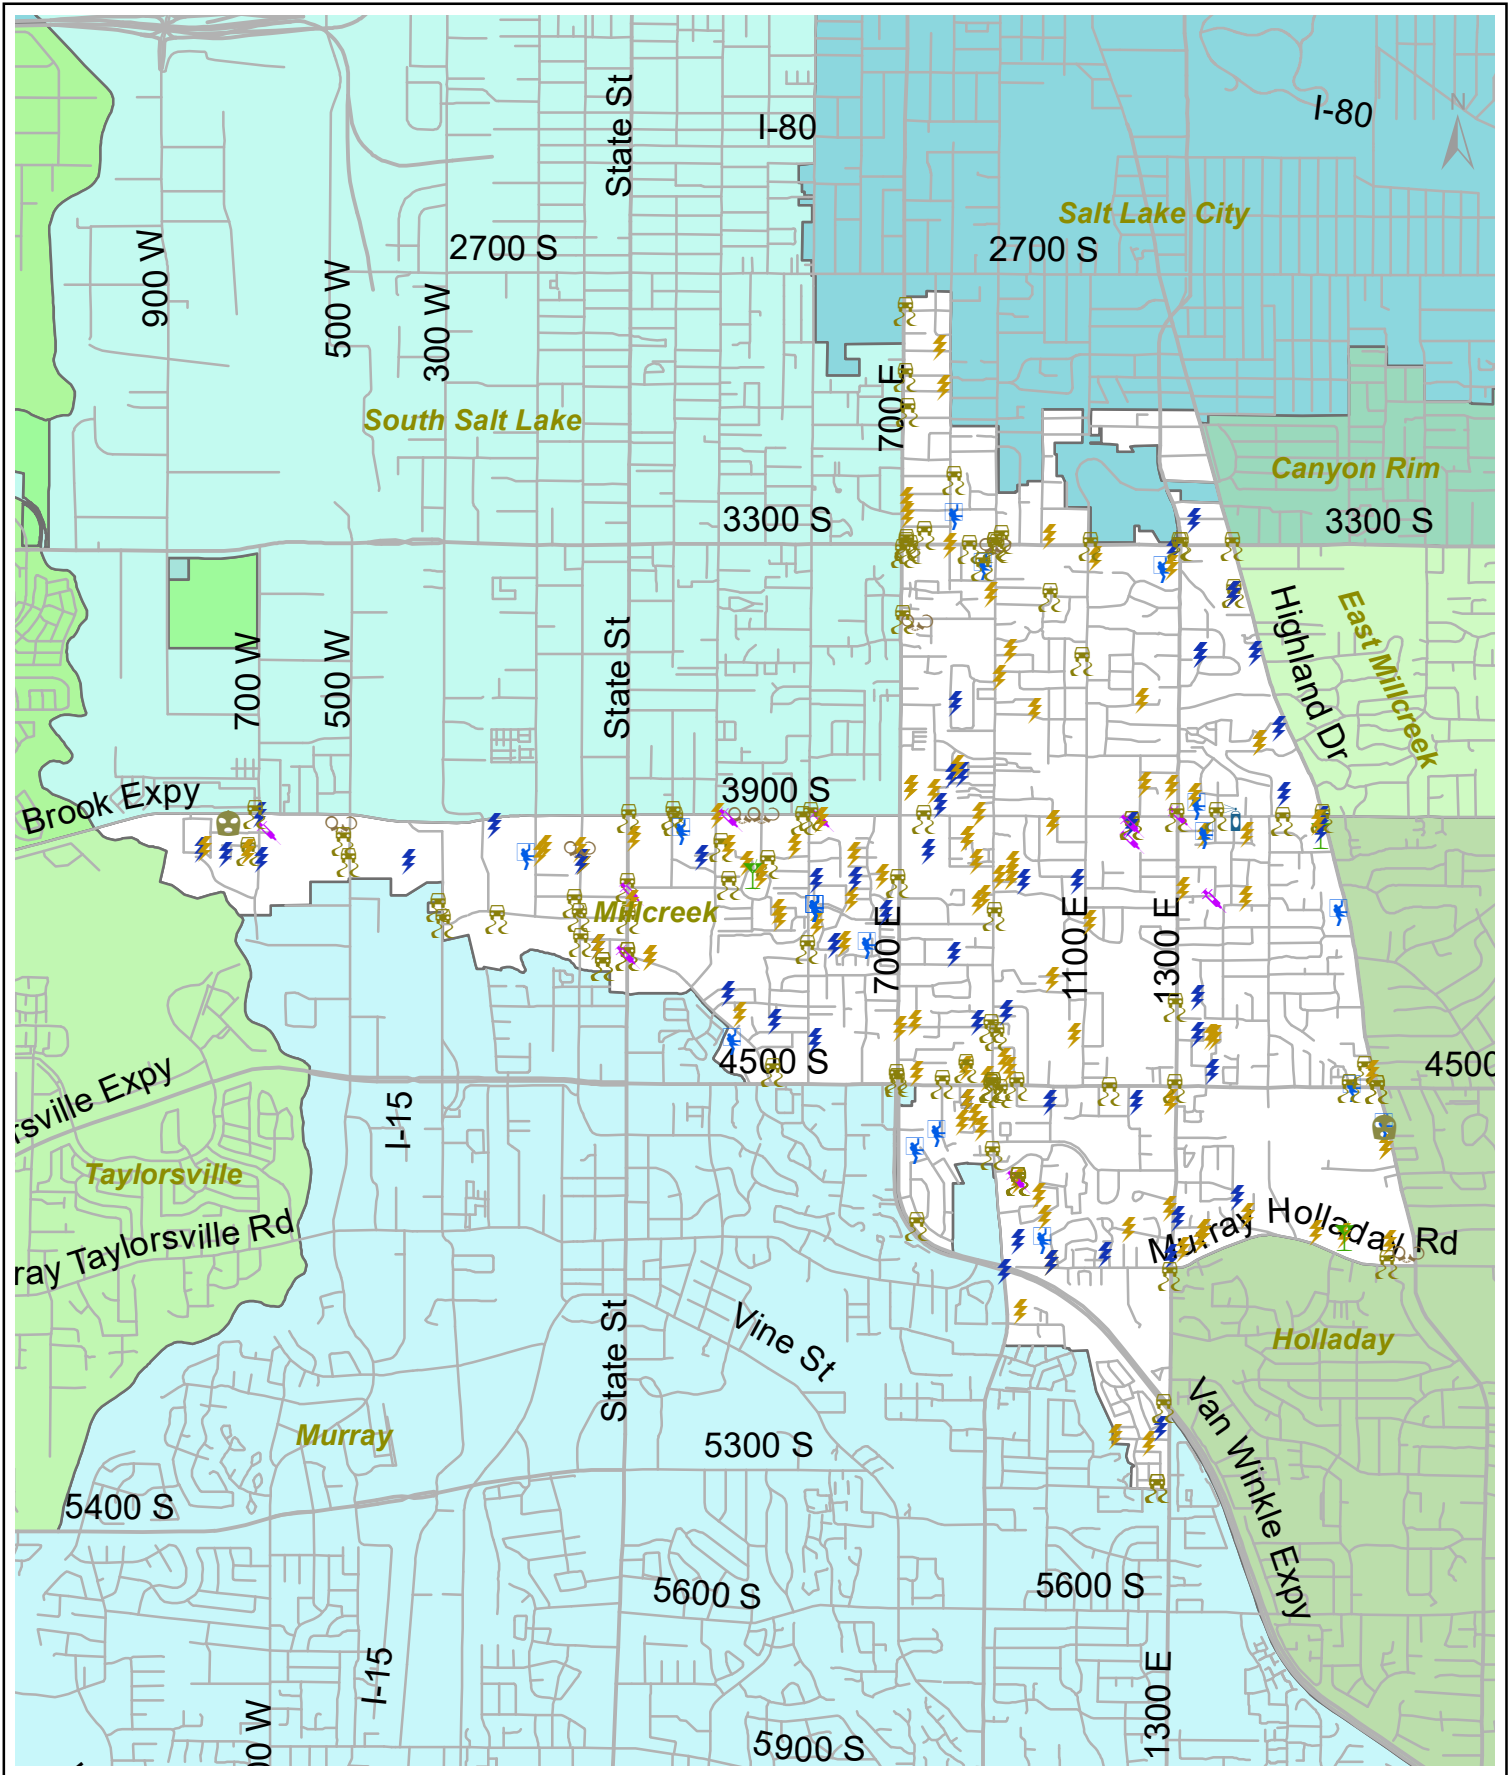 State St
I-80
I-80
N
Salt Lake City
900 W
2700 S
2700 S
500 W
300 W
South Salt Lake
700 E
Canyon Rim
3300 S
3300 S
Highland Dr
East Millcreek
700 W
500 W
State St
Brook Expy
3900 S
Millcreek
700 E
1100 E
1300 E
4500 S
4500
rsville Expy
I-15
Taylorsville
ray Taylorsville Rd
Murray Holladay Rd
State St
Vine St
Holladay
Van Winkle Expy
Murray
5300 S
5400 S
5600 S
5600 S
I-15
00 W
5900 S
1300 E